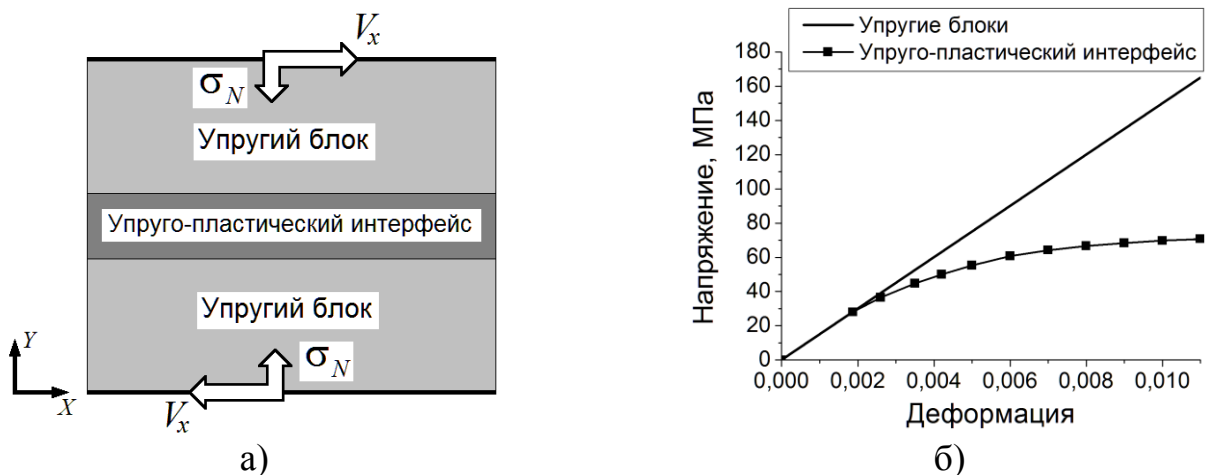 V_x
σ_N
Упругий блок
Упруго-пластический интерфейс
Упругий блок
σ_N
V_x
Y
X
а)
Упругие блоки
Упруго-пластический интерфейс
180
160
140
120
100
80
60
40
20
0
0,000 0,002 0,004 0,006 0,008 0,010
Напряжение, МПа
Деформация
б)